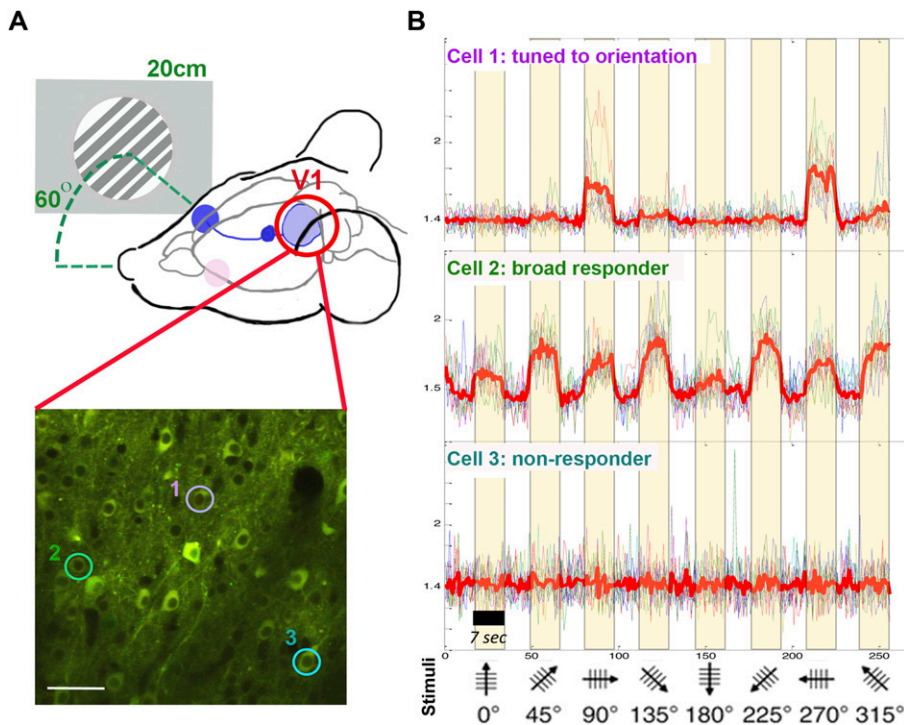 A
20cm
60°
V1
1
2
3
B
Cell 1: tuned to orientation
2
1.4
Cell 2: broad responder
2
1.5
Cell 3: non-responder
2
1.4
7 sec
0 50 100 150 200 250
Stimuli
0° 45° 90° 135° 180° 225° 270° 315°